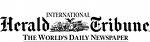 INTERNATIONAL
Herald Tribune
THE WORLD'S DAILY NEWSPAPER